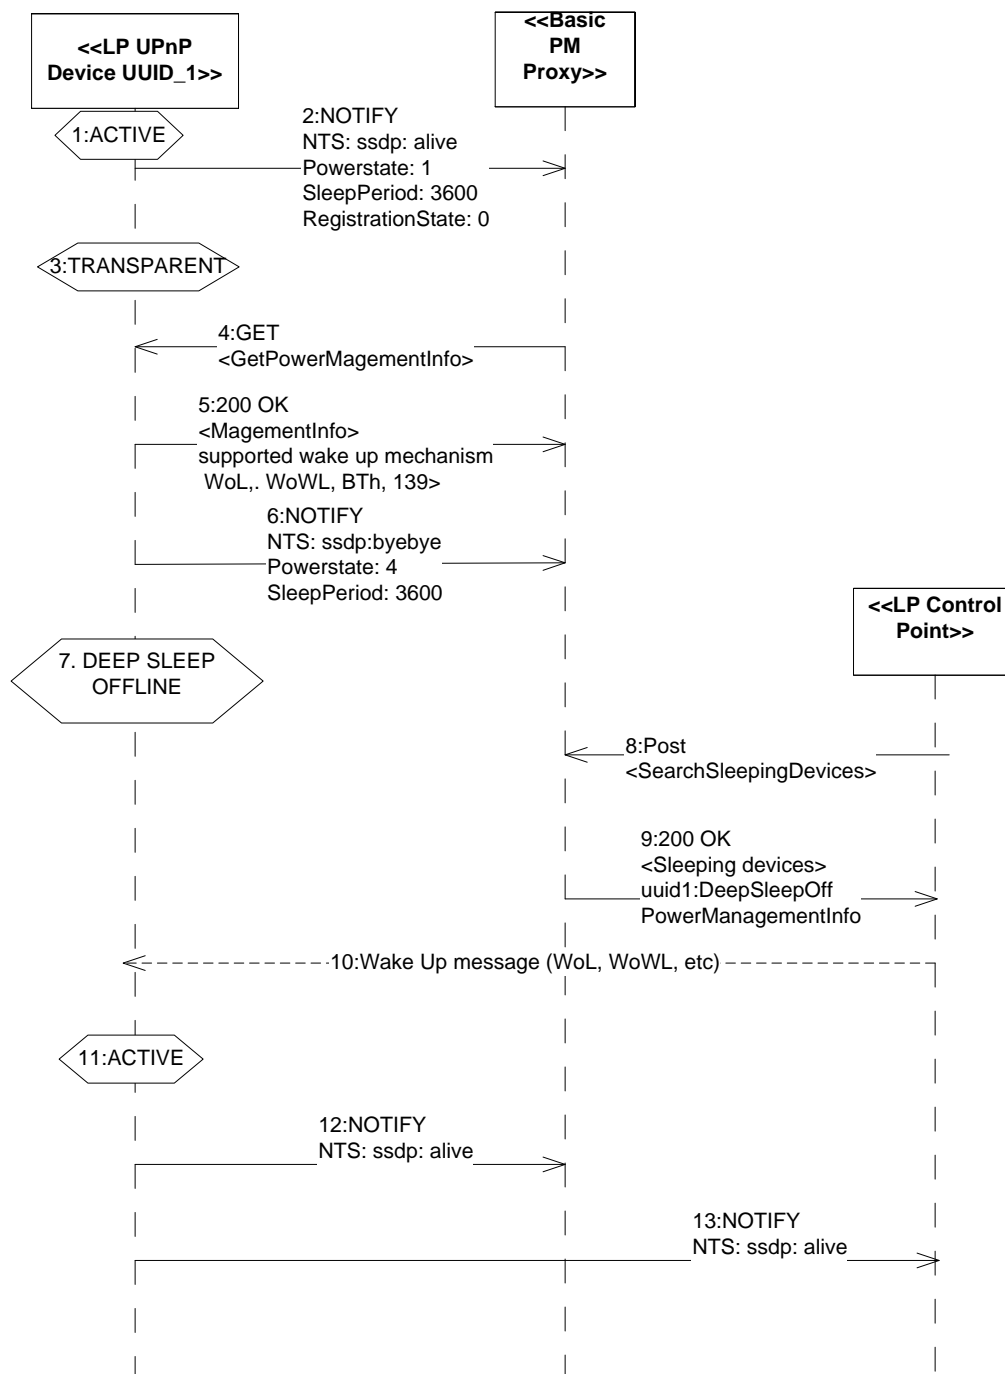 <<LP UPnP
Device UUID_1>>
<<Basic
PM
Proxy>>
1:ACTIVE
2:NOTIFY
NTS: ssdp: alive
Powerstate: 1
SleepPeriod: 3600
RegistrationState: 0
3:TRANSPARENT
4:GET
<GetPowerMagementInfo>
5:200 OK
<MagementInfo>
supported wake up mechanism
WoL,. WoWL, BTh, 139>
6:NOTIFY
NTS: ssdp:byebye
Powerstate: 4
SleepPeriod: 3600
<<LP Control
Point>>
7. DEEP SLEEP
OFFLINE
8:Post
<SearchSleepingDevices>
9:200 OK
<Sleeping devices>
uuid1:DeepSleepOff
PowerManagementInfo
10:Wake Up message (WoL, WoWL, etc)
11:ACTIVE
12:NOTIFY
NTS: ssdp: alive
13:NOTIFY
NTS: ssdp: alive